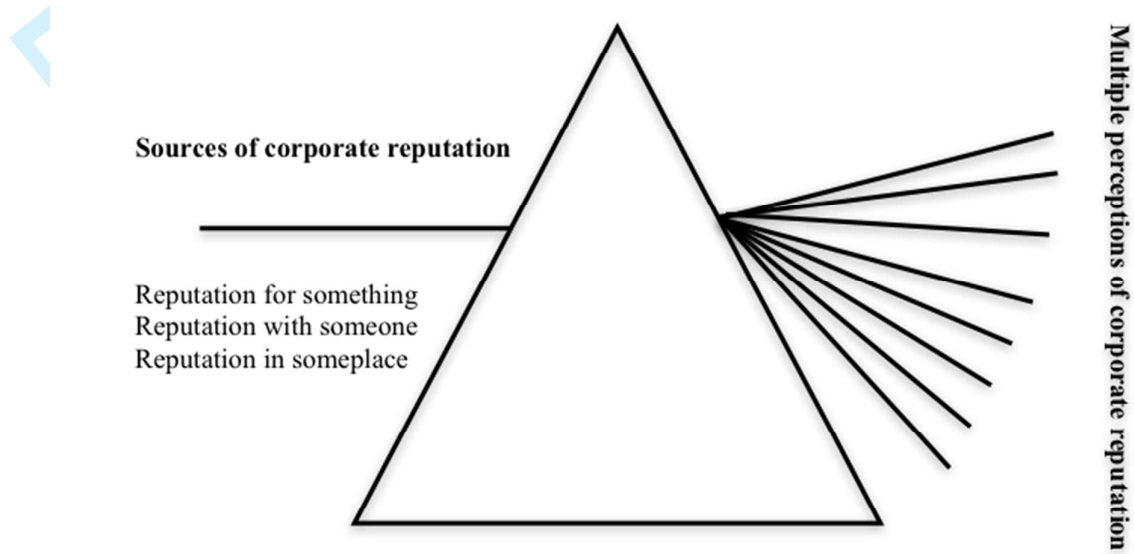 Sources of corporate reputation
Reputation for something
Reputation with someone
Reputation in someplace
Multiple perceptions of corporate reputation